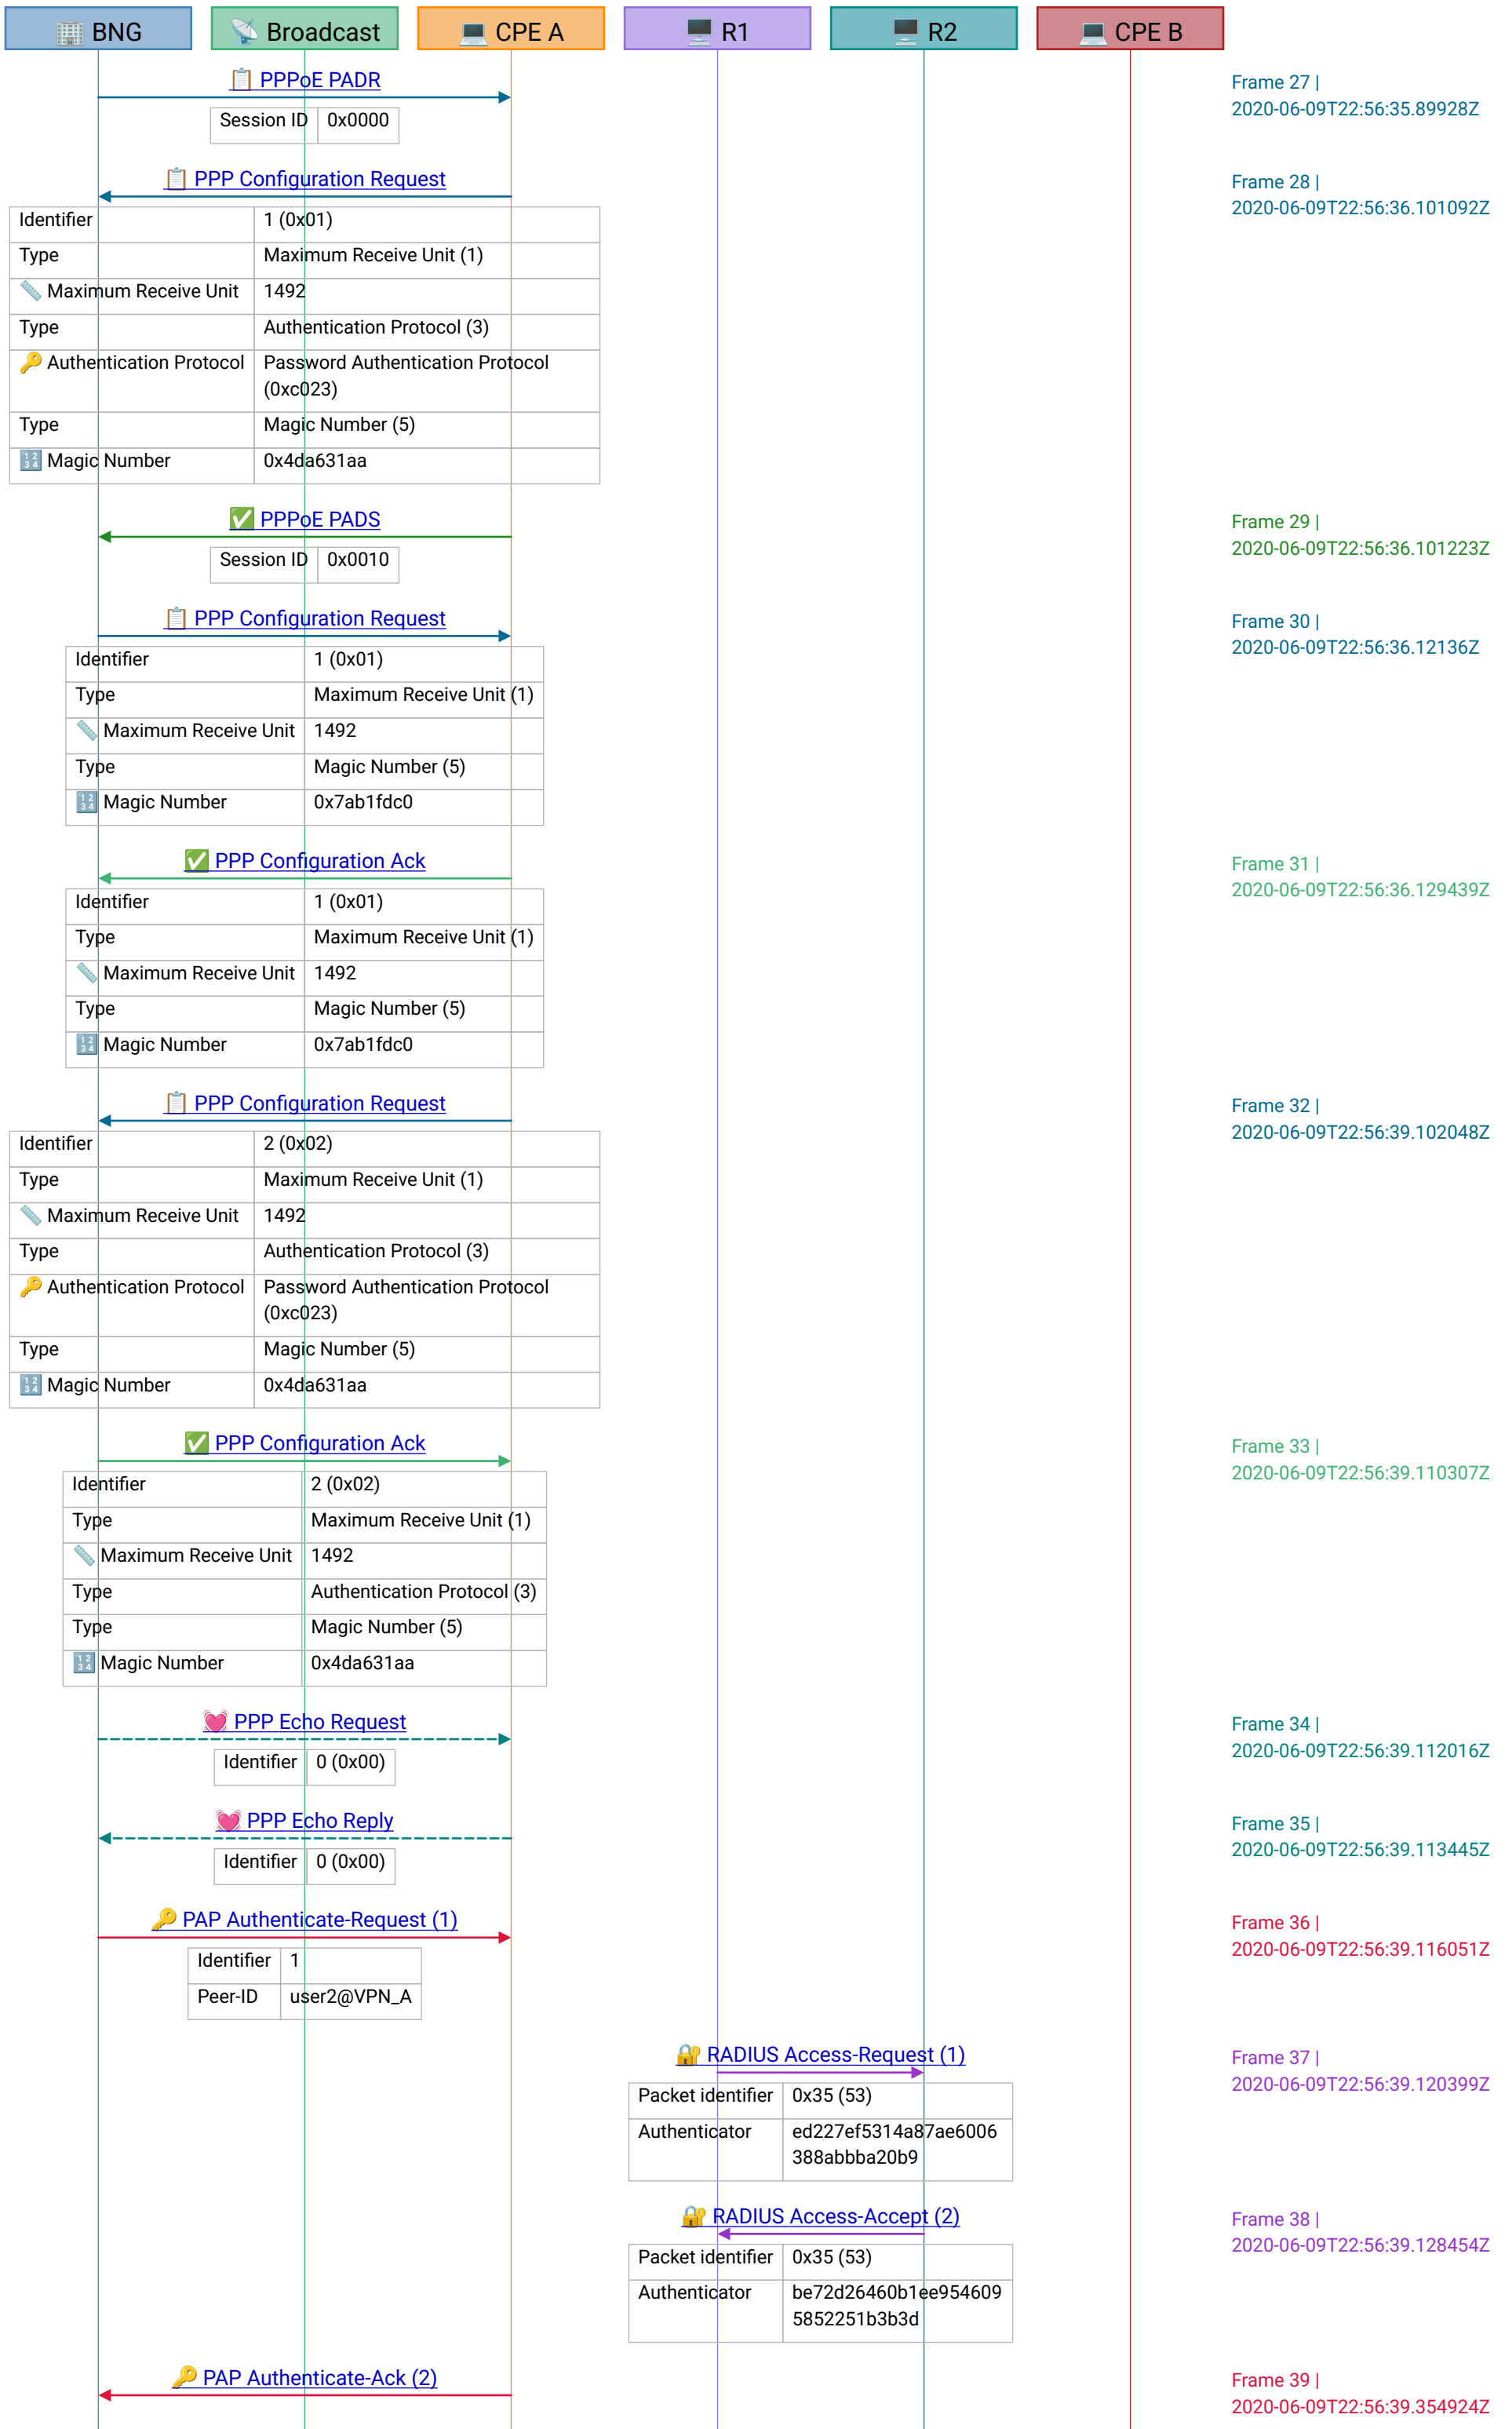 🏢 BNG 📡 Broadcast 💻 CPE A 🖥️ R1 🖥️ R2 💻 CPE B
📋 PPPoE PADR
Frame 27 |
2020-06-09T22:56:35.89928Z
Session ID 0x0000
📋 PPP Configuration Request
Frame 28 |
2020-06-09T22:56:36.101092Z
Identifier 1 (0x01)
Type Maximum Receive Unit (1)
📏 Maximum Receive Unit 1492
Type Authentication Protocol (3)
🔑 Authentication Protocol Password Authentication Protocol
(0xc023)
Type Magic Number (5)
🔢 Magic Number 0x4da631aa
✅ PPPoE PADS
Frame 29 |
2020-06-09T22:56:36.101223Z
Session ID 0x0010
📋 PPP Configuration Request
Frame 30 |
2020-06-09T22:56:36.12136Z
Identifier 1 (0x01)
Type Maximum Receive Unit (1)
📏 Maximum Receive Unit 1492
Type Magic Number (5)
🔢 Magic Number 0x7ab1fdc0
✅ PPP Configuration Ack
Frame 31 |
2020-06-09T22:56:36.129439Z
Identifier 1 (0x01)
Type Maximum Receive Unit (1)
📏 Maximum Receive Unit 1492
Type Magic Number (5)
🔢 Magic Number 0x7ab1fdc0
📋 PPP Configuration Request
Frame 32 |
2020-06-09T22:56:39.102048Z
Identifier 2 (0x02)
Type Maximum Receive Unit (1)
📏 Maximum Receive Unit 1492
Type Authentication Protocol (3)
🔑 Authentication Protocol Password Authentication Protocol
(0xc023)
Type Magic Number (5)
🔢 Magic Number 0x4da631aa
✅ PPP Configuration Ack
Frame 33 |
2020-06-09T22:56:39.110307Z
Identifier 2 (0x02)
Type Maximum Receive Unit (1)
📏 Maximum Receive Unit 1492
Type Authentication Protocol (3)
Type Magic Number (5)
🔢 Magic Number 0x4da631aa
💓 PPP Echo Request
Frame 34 |
2020-06-09T22:56:39.112016Z
Identifier 0 (0x00)
💓 PPP Echo Reply
Frame 35 |
2020-06-09T22:56:39.113445Z
Identifier 0 (0x00)
🔑 PAP Authenticate-Request (1)
Frame 36 |
2020-06-09T22:56:39.116051Z
Identifier 1
Peer-ID user2@VPN_A
🔐 RADIUS Access-Request (1)
Frame 37 |
2020-06-09T22:56:39.120399Z
Packet identifier 0x35 (53)
Authenticator ed227ef5314a87ae6006
388abbba20b9
🔐 RADIUS Access-Accept (2)
Frame 38 |
2020-06-09T22:56:39.128454Z
Packet identifier 0x35 (53)
Authenticator be72d26460b1ee954609
5852251b3b3d
🔑 PAP Authenticate-Ack (2)
Frame 39 |
2020-06-09T22:56:39.354924Z